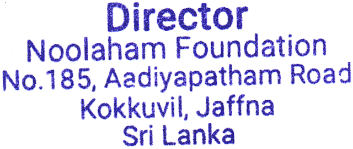 Director
Noolaham Foundation
No.185, Aadiyapatham Road
Kokkuvil, Jaffna
Sri Lanka